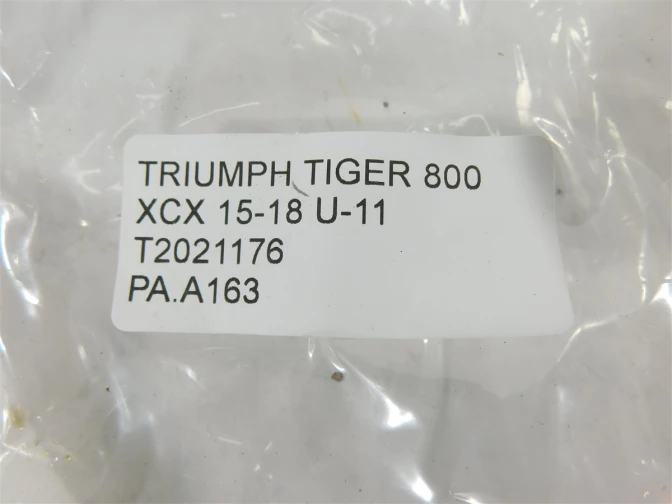 TRIUMPH TIGER 800
XCX 15-18 U-11
T2021176
PA.A163